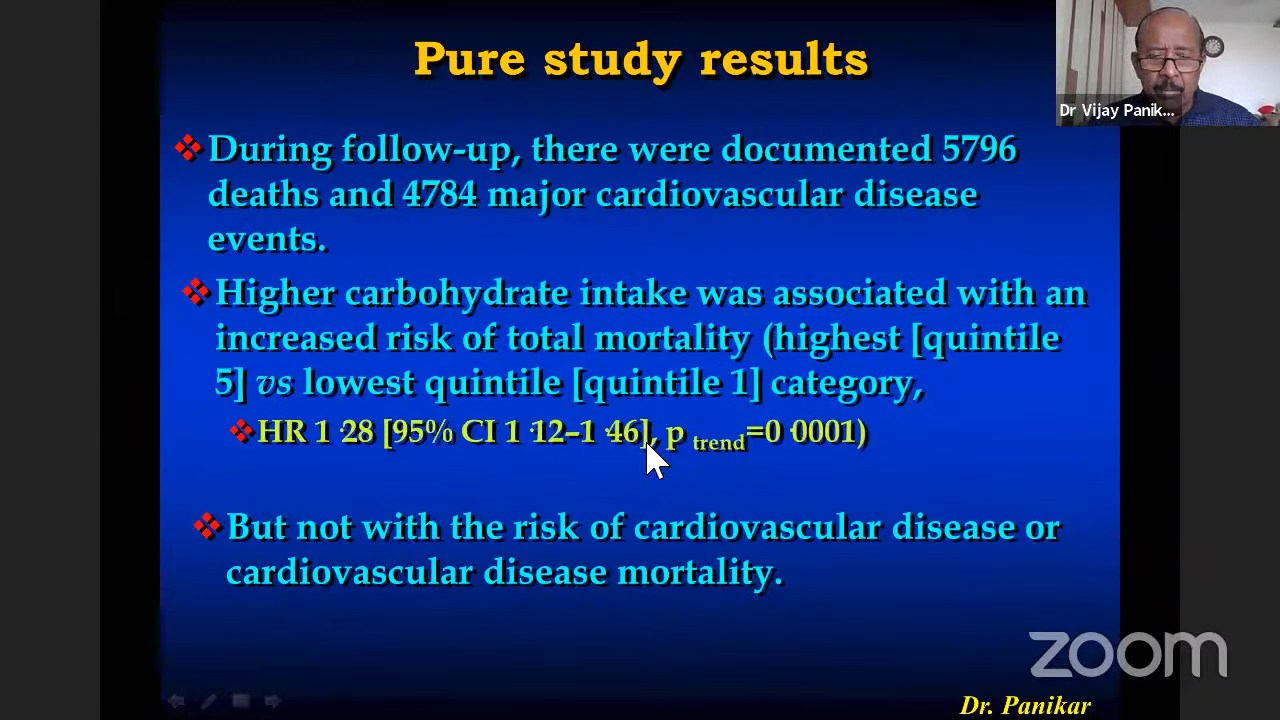 Pure study results
Dr Vijay Panik...
❖During follow-up, there were documented 5796
deaths and 4784 major cardiovascular disease
events.
❖Higher carbohydrate intake was associated with an
increased risk of total mortality (highest [quintile
5] vs lowest quintile [quintile 1] category,
❖HR 1·28 [95% CI 1·12–1·46], p trend=0·0001)
❖But not with the risk of cardiovascular disease or
cardiovascular disease mortality.
zoom
Dr. Panikar